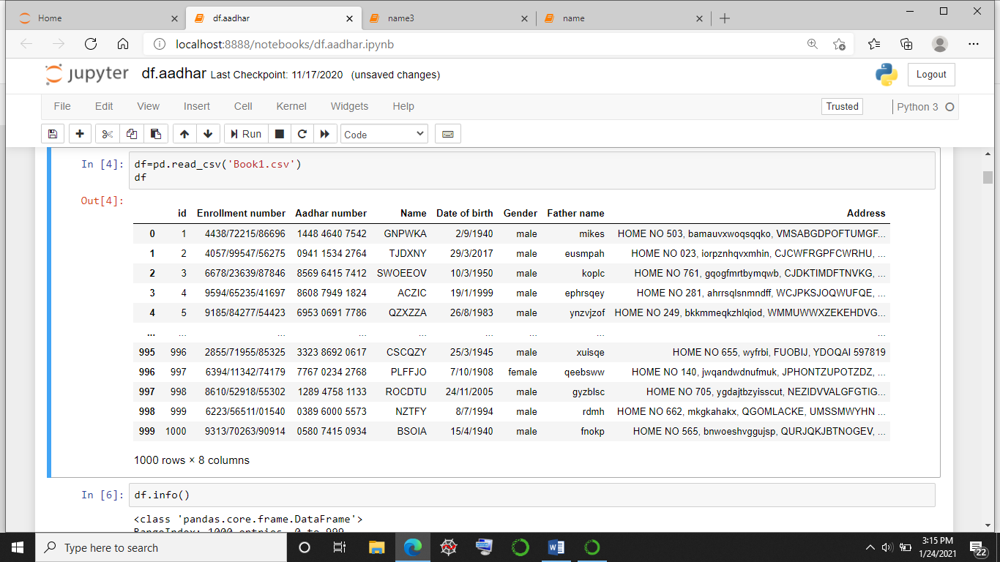 Home
df.aadhar
name3
name
localhost:8888/notebooks/df.aadhar.ipynb
jupyter df.aadhar Last Checkpoint: 11/17/2020 (unsaved changes)
Logout
File Edit View Insert Cell Kernel Widgets Help
Trusted
Python 3
Run
Code
In [4]: df=pd.read_csv('Book1.csv')
df
Out[4]:
id Enrollment number Aadhar number Name Date of birth Gender Father name Address
0 1 4438/72215/86696 1448 4640 7542 GNPWKA 2/9/1940 male mikes HOME NO 503, bamauvxwoqsqqko, VMSABGDPOFTUMGF...
1 2 4057/99547/56275 0941 1534 2764 TJDXNY 29/3/2017 male eusmpah HOME NO 023, iorpznhqvxmhin, CJCWFRGPFCWRHU, ...
2 3 6678/23639/87846 8569 6415 7412 SWOEEOV 10/3/1950 male koplc HOME NO 761, gqogfmrtbymqwb, CJDKTIMDFTNVKG, ...
3 4 9594/65235/41697 8608 7949 1824 ACZIC 19/1/1999 male ephrsqey HOME NO 281, ahrrsqlsnmndff, WCJPKSJOQWUFQE, ...
4 5 9185/84277/54423 6953 0691 7786 QZXZZA 26/8/1983 male ynzvjzof HOME NO 249, bkkmmeqkzhlqiod, WMMUWWXZEKEHDVG...
... ... ... ... ... ... ... ... ...
995 996 2855/71955/85325 3323 8692 0617 CSCQZY 25/3/1945 male xuisqe HOME NO 655, wyfrbi, FUOBIJ, YDOQAI 597819
996 997 6394/11342/74179 7767 0234 2768 PLFFJO 7/10/1908 female qeebsww HOME NO 140, jwqandwdnufmuk, JPHONTZUPOTZDZ, ...
997 998 8610/52918/55302 1289 4758 1133 ROCDTU 24/11/2005 male gyzblsc HOME NO 705, ygdajtbzyisscut, NEZIDVVALGFGTIG...
998 999 6223/56511/01540 0389 6000 5573 NZTFY 8/7/1994 male rdmh HOME NO 662, mkgkahakx, QGOMLACKE, UMSSMWYHN ...
999 1000 9313/70263/90914 0580 7415 0934 BSOIA 15/4/1940 male fnokp HOME NO 565, bnwoeshvggujsp, QURJQKJBTNOGEV, ...
1000 rows × 8 columns
In [6]: df.info()
<class 'pandas.core.frame.DataFrame'>
RangeIndex: 1000 entries, 0 to 999
Type here to search
3:15 PM
1/24/2021
22